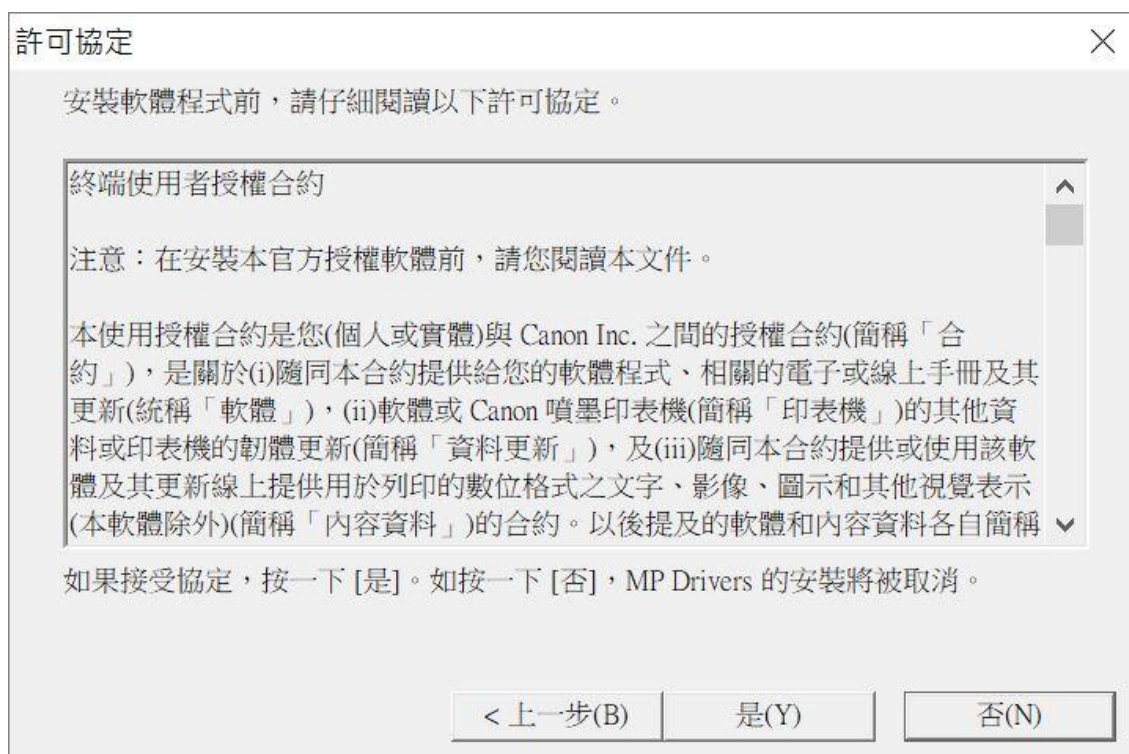 許可協定
安裝軟體程式前，請仔細閱讀以下許可協定。
終端使用者授權合約
注意：在安裝本官方授權軟體前，請您閱讀本文件。
本使用授權合約是您(個人或實體)與 Canon Inc. 之間的授權合約(簡稱「合
約」)，是關於(i)隨同本合約提供給您的軟體程式、相關的電子或線上手冊及其
更新(統稱「軟體」)，(ii)軟體或 Canon 噴墨印表機(簡稱「印表機」)的其他資
料或印表機的韌體更新(簡稱「資料更新」)，及(iii)隨同本合約提供或使用該軟
體及其更新線上提供用於列印的數位格式之文字、影像、圖示和其他視覺表示
(本軟體除外)(簡稱「內容資料」)的合約。以後提及的軟體和內容資料各自簡稱
如果接受協定，按一下 [是]。如按一下 [否]，MP Drivers 的安裝將被取消。
< 上一步(B)
是(Y)
否(N)